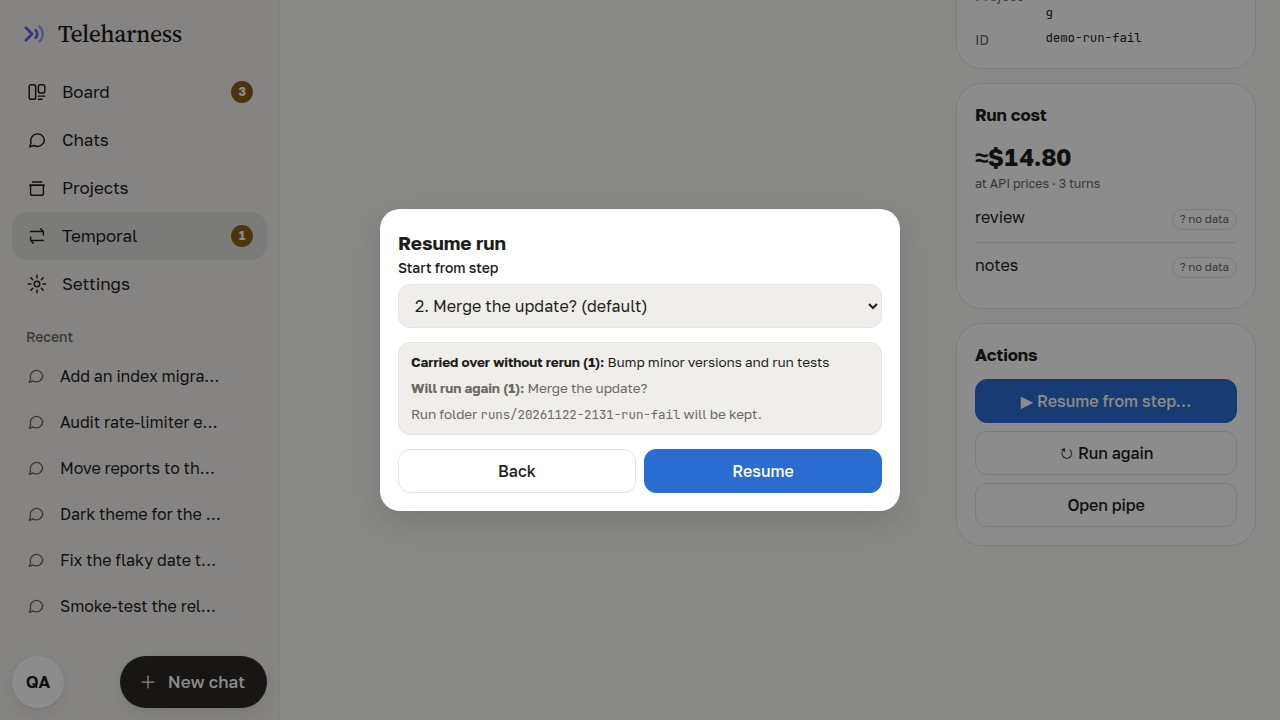 Teleharness
Board 3
Chats
Projects
Temporal 1
Settings
Recent
Add an index migra...
Audit rate-limiter e...
Move reports to th...
Dark theme for the ...
Fix the flaky date t...
Smoke-test the rel...
QA
New chat
Resume run
Start from step
2. Merge the update? (default)
Carried over without rerun (1): Bump minor versions and run tests
Will run again (1): Merge the update?
Run folder runs/20261122-2131-run-fail will be kept.
Back Resume
g
ID demo-run-fail
Run cost
≈$14.80
at API prices · 3 turns
review ? no data
notes ? no data
Actions
▶ Resume from step...
↻ Run again
Open pipe